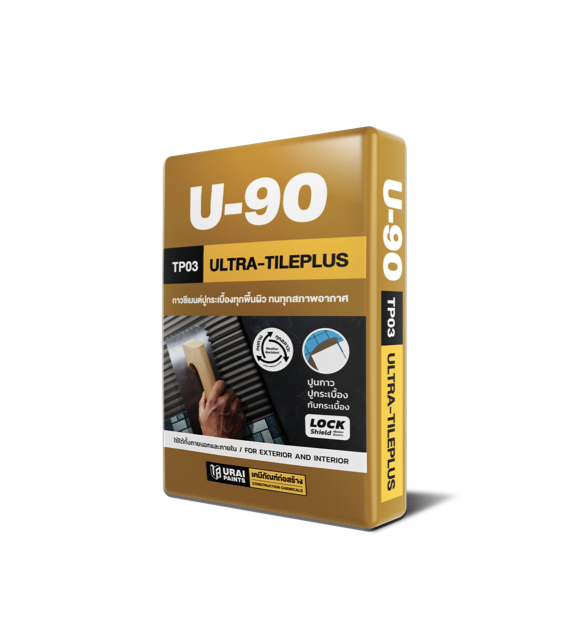 U-90
TP03 ULTRA-TILEPLUS
กาวซีเมนต์ปูกระเบื้องทุกพื้นผิว ทนทุกสภาพอากาศ
Weather Resistant
ปูนกาว
ปูกระเบื้อง
ทับกระเบื้อง
LOCK
Shield
ใช้ได้ทั้งภายนอกและภายใน / FOR EXTERIOR AND INTERIOR
URAI
PAINTS
เคมีภัณฑ์ก่อสร้าง
CONSTRUCTION CHEMICALS
U-90 TP03 ULTRA-TILEPLUS